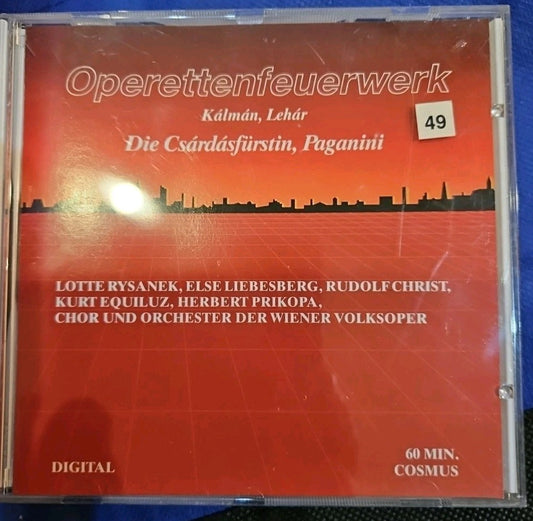 Operettenfeuerwerk
Kálmán, Lehár
49
Die Csárdásfürstin, Paganini
LOTTE RYSANEK, ELSE LIEBESBERG, RUDOLF CHRIST,
KURT EQUILUZ, HERBERT PRIKOPA,
CHOR UND ORCHESTER DER WIENER VOLKSOPER
DIGITAL
60 MIN.
COSMUS